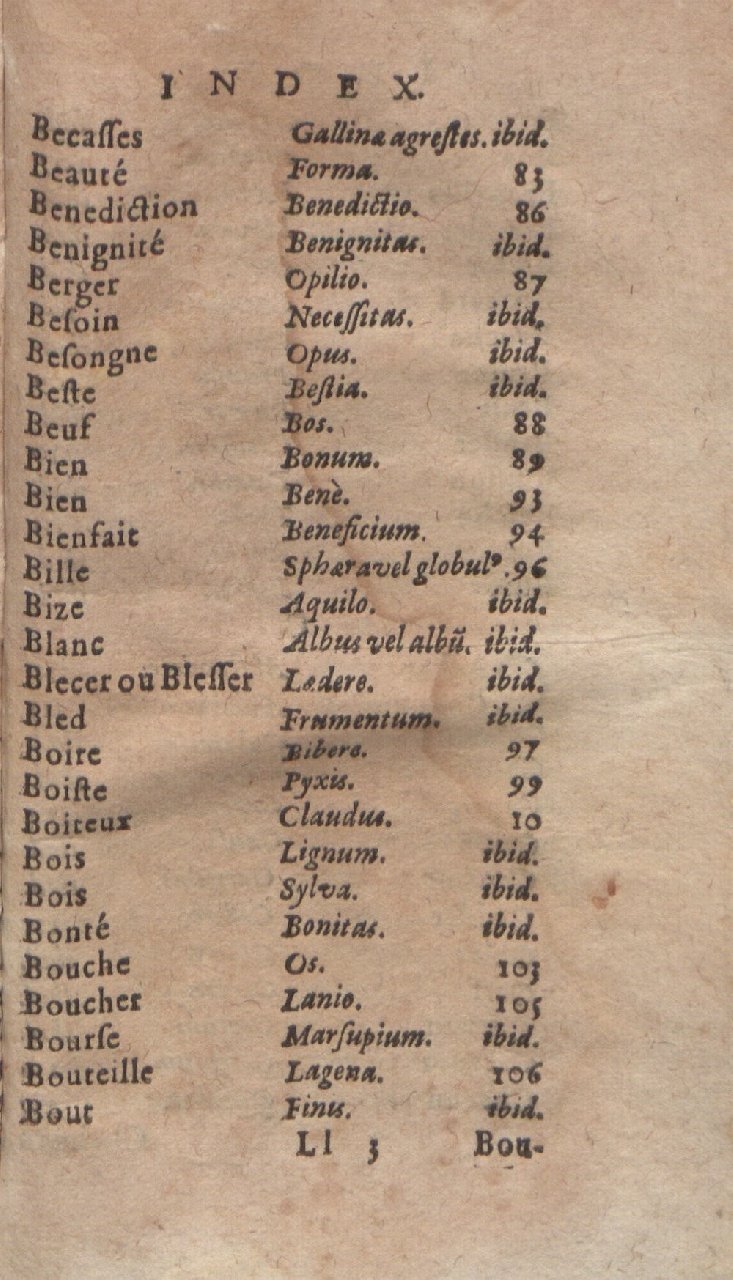 INDEX.
Becaſſes Gallinæ agreſtes. ibid.
Beauté Forma. 83
Benediction Benedictio. 86
Benignité Benignitas. ibid.
Berger Opilio. 87
Beſoin Neceſſitas. ibid.
Beſongne Opus. ibid.
Beſte Beſtia. ibid.
Beuf Bos. 88
Bien Bonum. 89
Bien Benè. 93
Bienfait Beneficium. 94
Bille Sphæra vel globulꝰ. 96
Bize Aquilo. ibid.
Blanc Albus vel albũ. ibid.
Blecer ou Bleſſer Lædere. ibid.
Bled Frumentum. ibid.
Boire Bibere. 97
Boiſte Pyxis. 99
Boiteux Claudus. 10
Bois Lignum. ibid.
Bois Sylva. ibid.
Bonté Bonitas. ibid.
Bouche Os. 103
Boucher Lanio. 105
Bourſe Marſupium. ibid.
Bouteille Lagena. 106
Bout Finis. ibid.
Ll 3 Bou-